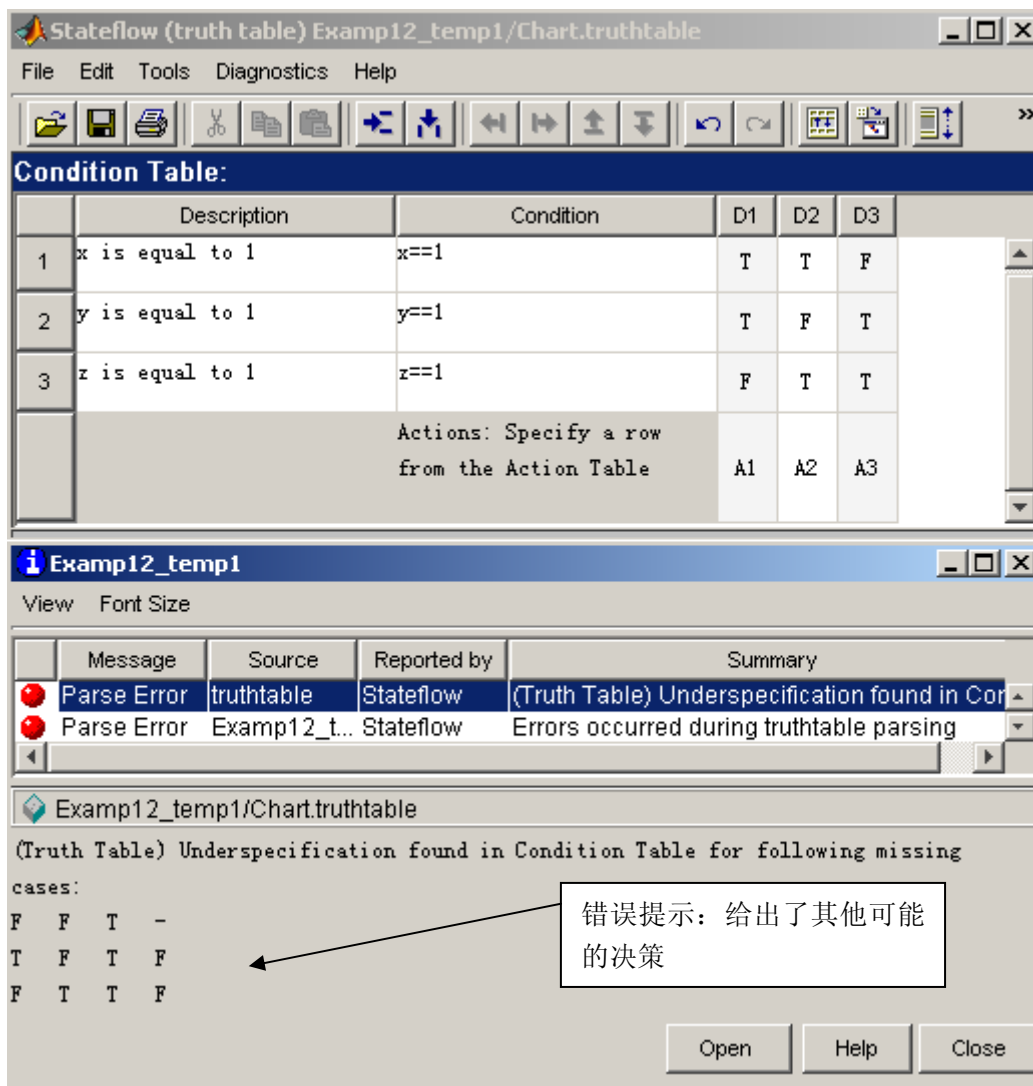 Stateflow (truth table) Examp12_temp1/Chart.truthtable
File Edit Tools Diagnostics Help
»
Condition Table:
Description Condition D1 D2 D3
1 x is equal to 1 x==1 T T F
2 y is equal to 1 y==1 T F T
3 z is equal to 1 z==1 F T T
Actions: Specify a row
from the Action Table A1 A2 A3
Examp12_temp1
View Font Size
Message Source Reported by Summary
Parse Error truthtable Stateflow (Truth Table) Underspecification found in Cor
Parse Error Examp12_t... Stateflow Errors occurred during truthtable parsing
Examp12_temp1/Chart.truthtable
(Truth Table) Underspecification found in Condition Table for following missing
cases:
F F T -
T F T F
F T T F
错误提示：给出了其他可能
的决策
Open Help Close